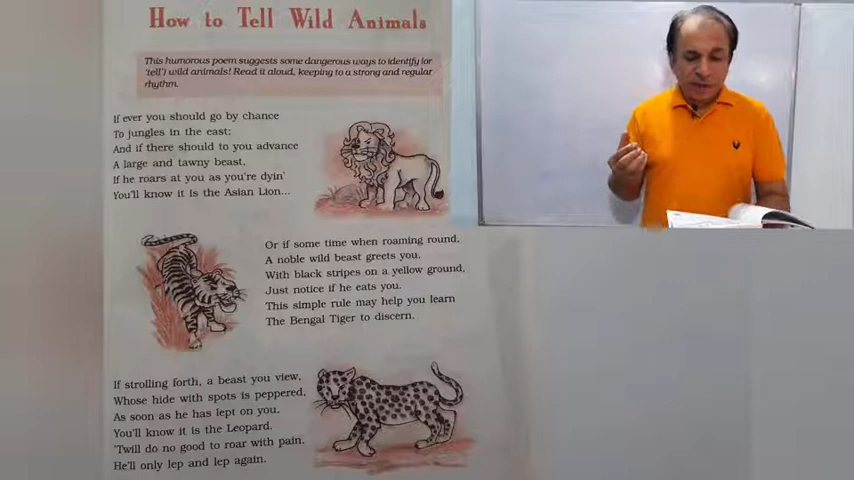 How to Tell Wild Animals
This humorous poem suggests some dangerous ways to identify (or
'tell') wild animals! Read it aloud, keeping to a strong and regular
rhythm.
If ever you should go by chance
To jungles in the east;
And if there should to you advance
A large and tawny beast,
If he roars at you as you're dyin'
You'll know it is the Asian Lion...
Or if some time when roaming round,
A noble wild beast greets you,
With black stripes on a yellow ground,
Just notice if he eats you.
This simple rule may help you learn
The Bengal Tiger to discern.
If strolling forth, a beast you view,
Whose hide with spots is peppered,
As soon as he has lept on you,
You'll know it is the Leopard.
'Twill do no good to roar with pain,
He'll only lep and lep again.